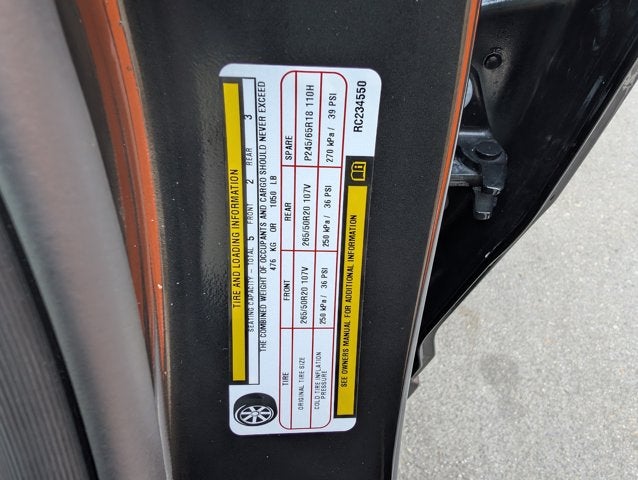 TIRE AND LOADING INFORMATION
SEATING CAPACITY - TOTAL 5 FRONT 2 REAR 3
THE COMBINED WEIGHT OF OCCUPANTS AND CARGO SHOULD NEVER EXCEED
476 KG OR 1050 LB
TIRE FRONT REAR SPARE
ORIGINAL TIRE SIZE 265/50R20 107V 265/50R20 107V P245/65R18 110H
COLD TIRE INFLATION PRESSURE 250 kPa / 36 PSI 250 kPa / 36 PSI 270 kPa / 39 PSI
SEE OWNERS MANUAL FOR ADDITIONAL INFORMATION
RC234550